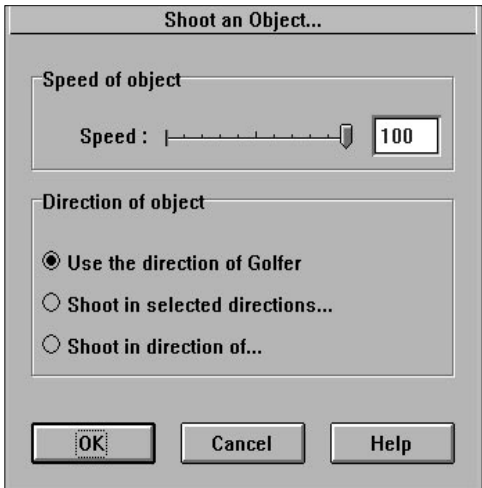 Shoot an Object...
Speed of object
Speed : 100
Direction of object
Use the direction of Golfer
Shoot in selected directions...
Shoot in direction of...
OK Cancel Help